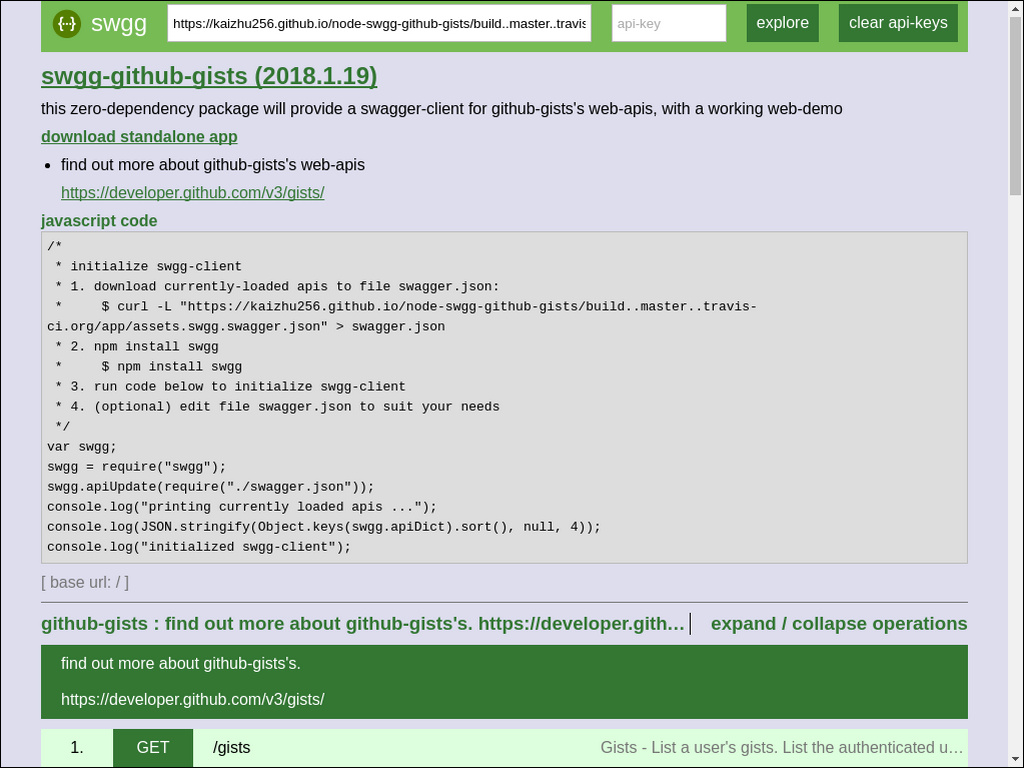 {···} swgg https://kaizhu256.github.io/node-swgg-github-gists/build..master..travis api-key explore clear api-keys
swgg-github-gists (2018.1.19)
this zero-dependency package will provide a swagger-client for github-gists's web-apis, with a working web-demo
download standalone app
• find out more about github-gists's web-apis
https://developer.github.com/v3/gists/
javascript code
/*
 * initialize swgg-client
 * 1. download currently-loaded apis to file swagger.json:
 *     $ curl -L "https://kaizhu256.github.io/node-swgg-github-gists/build..master..travis-
ci.org/app/assets.swgg.swagger.json" > swagger.json
 * 2. npm install swgg
 *     $ npm install swgg
 * 3. run code below to initialize swgg-client
 * 4. (optional) edit file swagger.json to suit your needs
 */
var swgg;
swgg = require("swgg");
swgg.apiUpdate(require("./swagger.json"));
console.log("printing currently loaded apis ...");
console.log(JSON.stringify(Object.keys(swgg.apiDict).sort(), null, 4));
console.log("initialized swgg-client");
[ base url: / ]
github-gists : find out more about github-gists's. https://developer.gith… expand / collapse operations
find out more about github-gists's.
https://developer.github.com/v3/gists/
1. GET /gists Gists - List a user's gists. List the authenticated u…